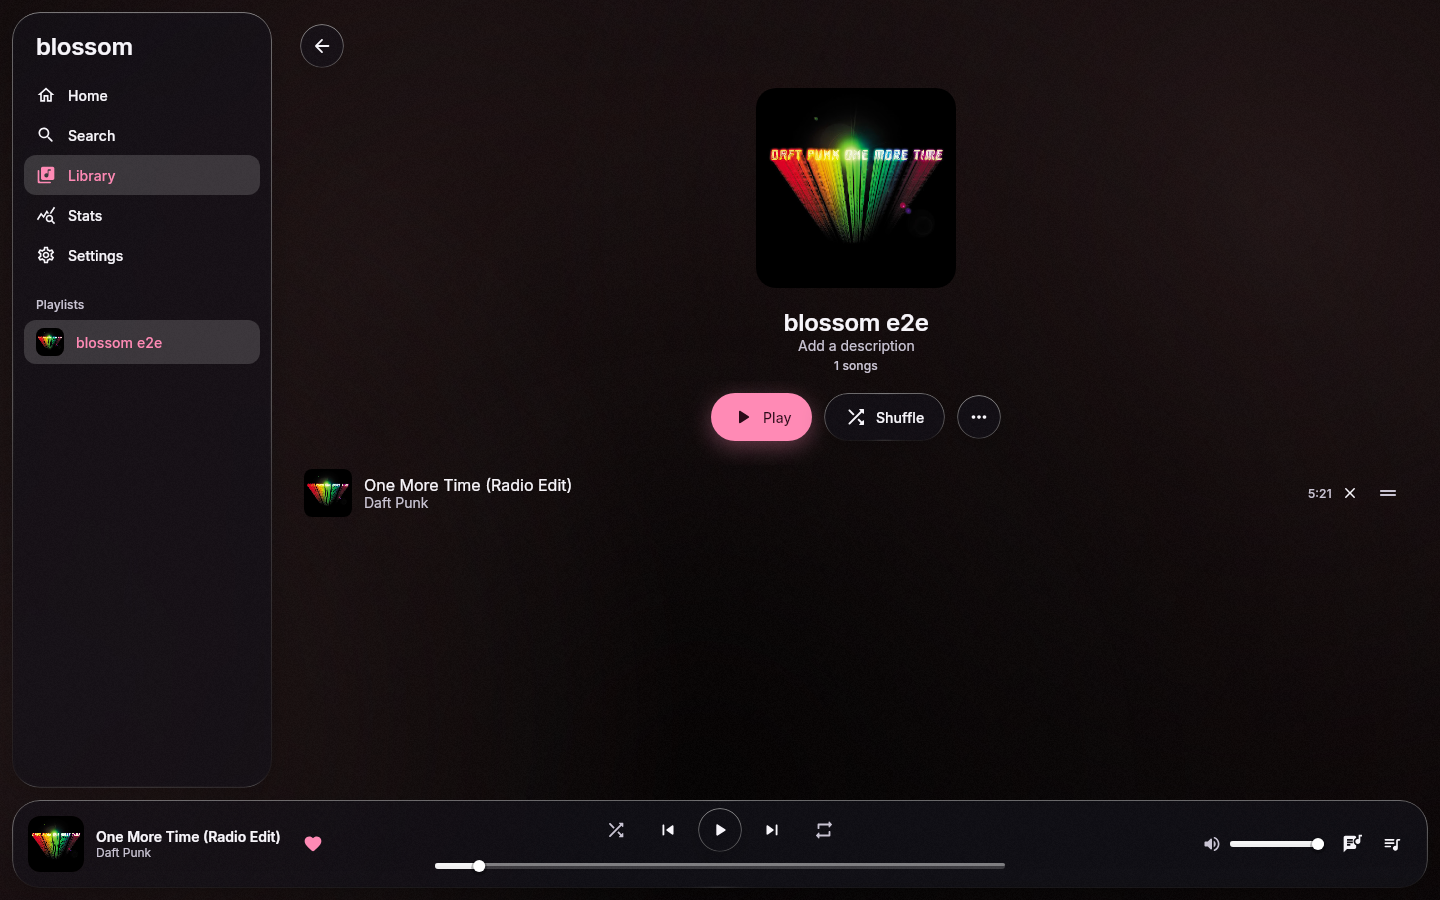 blossom
Home
Search
Library
Stats
Settings
Playlists
blossom e2e
DAFT PUNK ONE MORE TIME
blossom e2e
Add a description
1 songs
Play
Shuffle
One More Time (Radio Edit)
Daft Punk
5:21
One More Time (Radio Edit)
Daft Punk